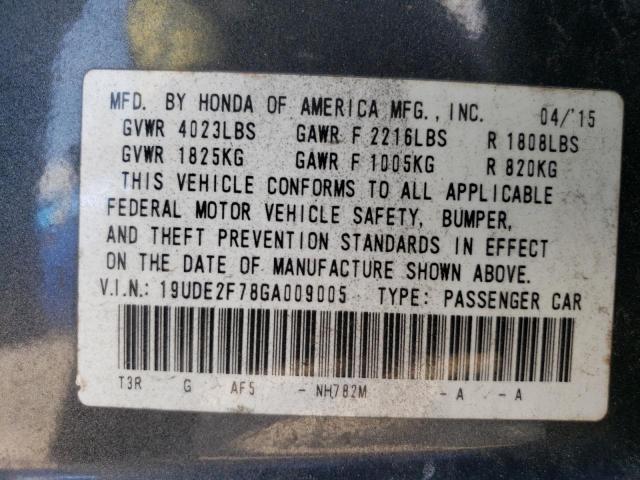 MFD. BY HONDA OF AMERICA MFG., INC. 04/'15
GVWR 4023LBS GAWR F 2216LBS R 1808LBS
GVWR 1825KG GAWR F 1005KG R 820KG
THIS VEHICLE CONFORMS TO ALL APPLICABLE
FEDERAL MOTOR VEHICLE SAFETY, BUMPER,
AND THEFT PREVENTION STANDARDS IN EFFECT
ON THE DATE OF MANUFACTURE SHOWN ABOVE.
V.I.N.: 19UDE2F78GA009005 TYPE: PASSENGER CAR
T3R G AF5 - NH782M - A - A